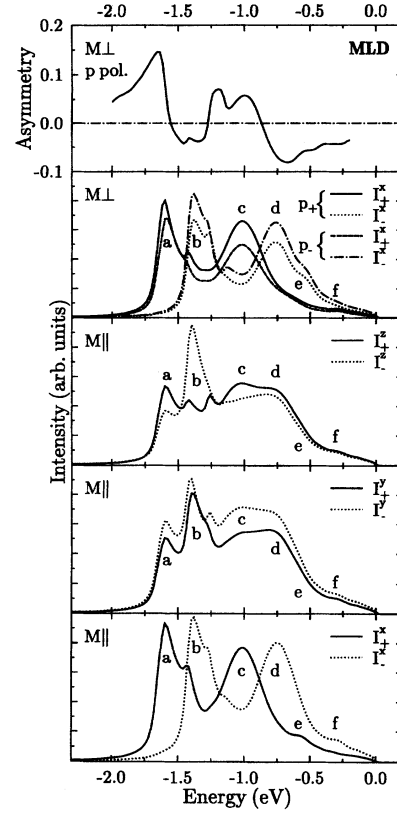 -2.0 -1.5 -1.0 -0.5 0.0
0.2
0.1
0.0
-0.1
Asymmetry
M⊥
p pol.
MLD
M⊥
a b c d e f
p+ { I+^x
I-^x
p- { I+^x
I-^x
Intensity (arb. units)
M||
a b c d e f
I+^z
I-^z
M||
a b c d e f
I+^y
I-^y
M||
a b c d e f
I+^x
I-^x
-2.0 -1.5 -1.0 -0.5 0.0
Energy (eV)